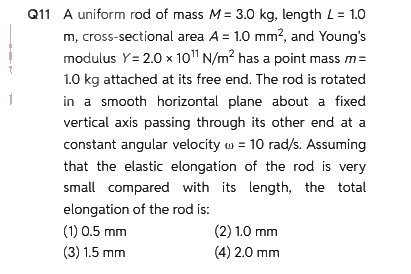 Q11 A uniform rod of mass M = 3.0 kg, length L = 1.0
m, cross-sectional area A = 1.0 mm², and Young's
modulus Y = 2.0 × 10¹¹ N/m² has a point mass m =
1.0 kg attached at its free end. The rod is rotated
in a smooth horizontal plane about a fixed
vertical axis passing through its other end at a
constant angular velocity ω = 10 rad/s. Assuming
that the elastic elongation of the rod is very
small compared with its length, the total
elongation of the rod is:
(1) 0.5 mm (2) 1.0 mm
(3) 1.5 mm (4) 2.0 mm